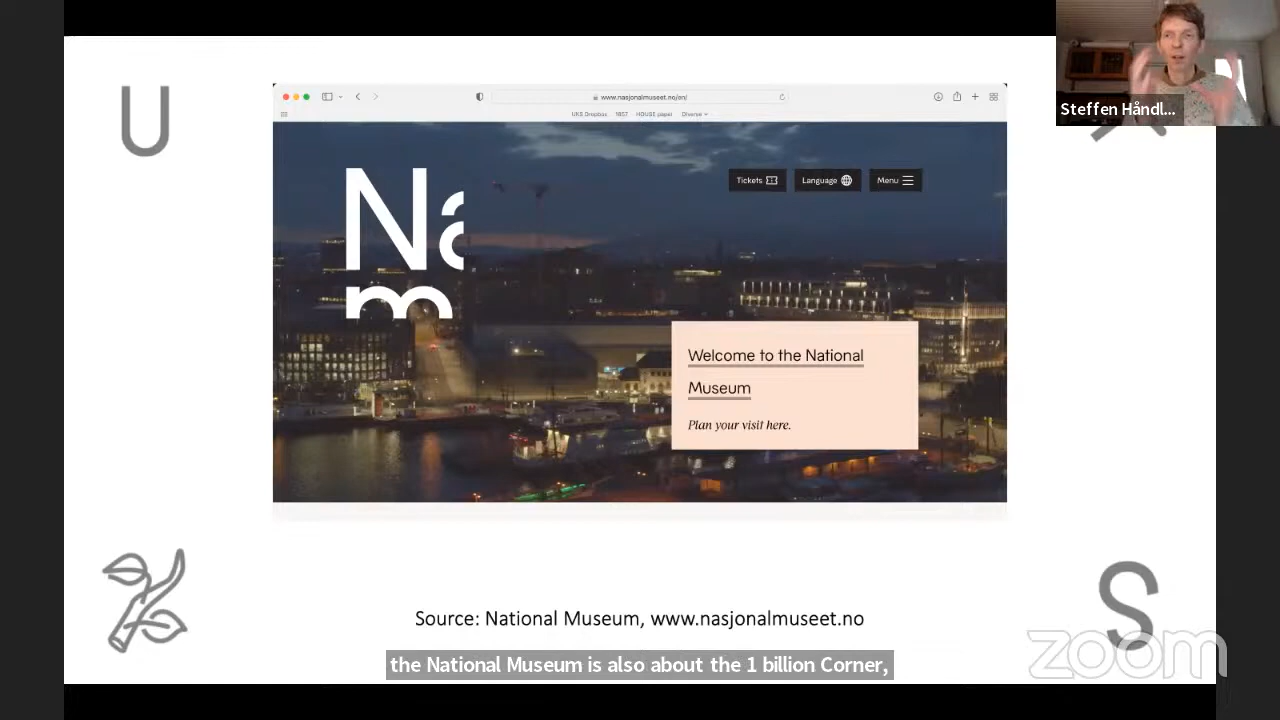 U
Steffen Håndl...
www.nasjonalmuseet.no/en/
UKS Dropbox 1857 HOUSE paper Diverse
Na
m
Tickets Language Menu
Welcome to the National
Museum
Plan your visit here.
S
Source: National Museum, www.nasjonalmuseet.no
the National Museum is also about the 1 billion Corner,
zoom